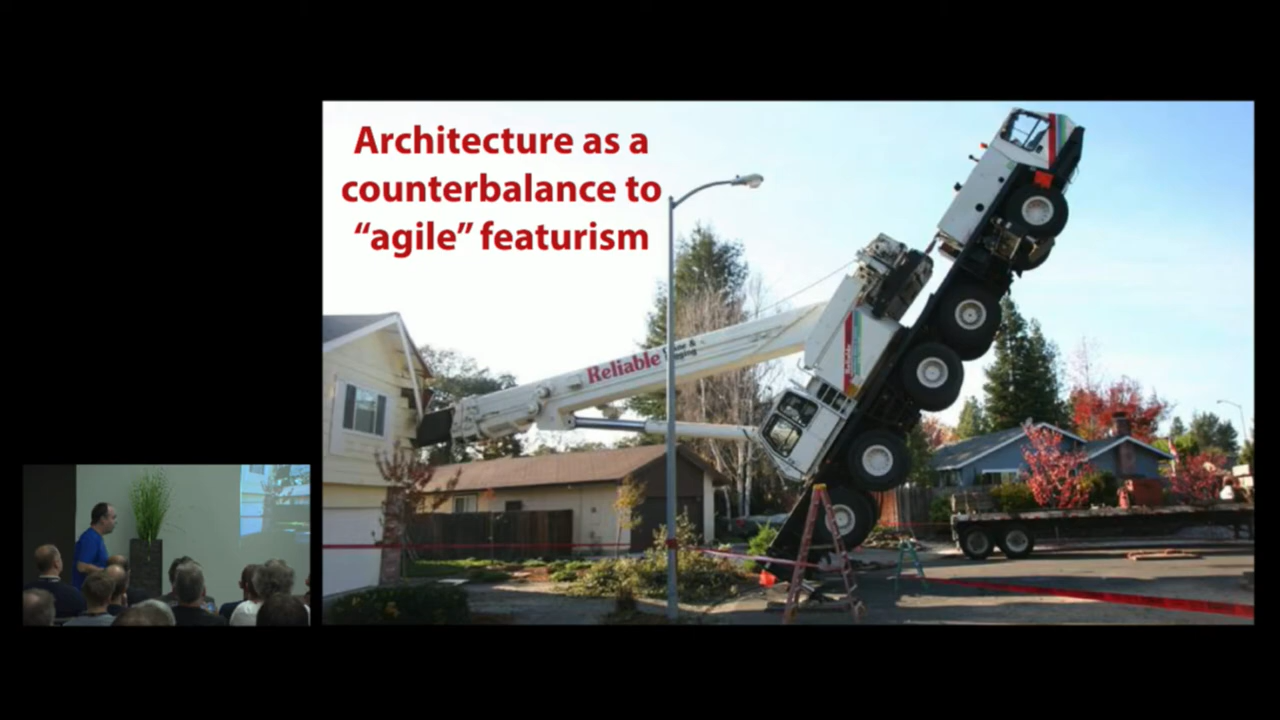 Architecture as a
counterbalance to
“agile” featurism
Reliable